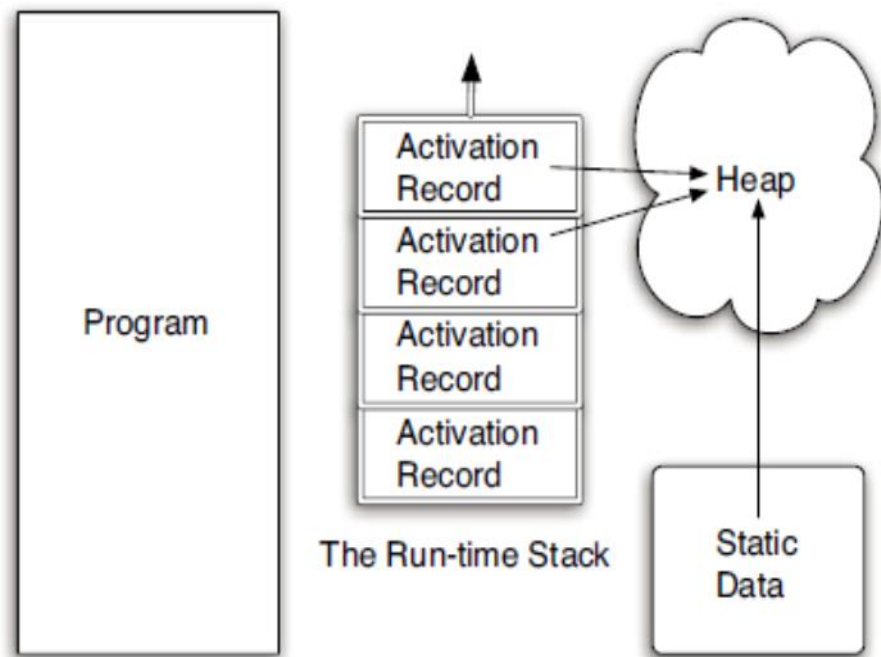 Program
Activation
Record
Activation
Record
Activation
Record
Activation
Record
The Run-time Stack
Heap
Static
Data